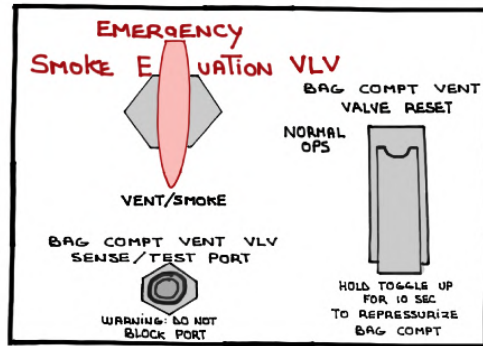 EMERGENCY
SMOKE E UATION VLV
VENT/SMOKE
BAG COMPT VENT
VALVE RESET
NORMAL
OPS
HOLD TOGGLE UP
FOR 10 SEC
TO REPRESSURIZE
BAG COMPT
BAG COMPT VENT VLV
SENSE/TEST PORT
WARNING: DO NOT
BLOCK PORT